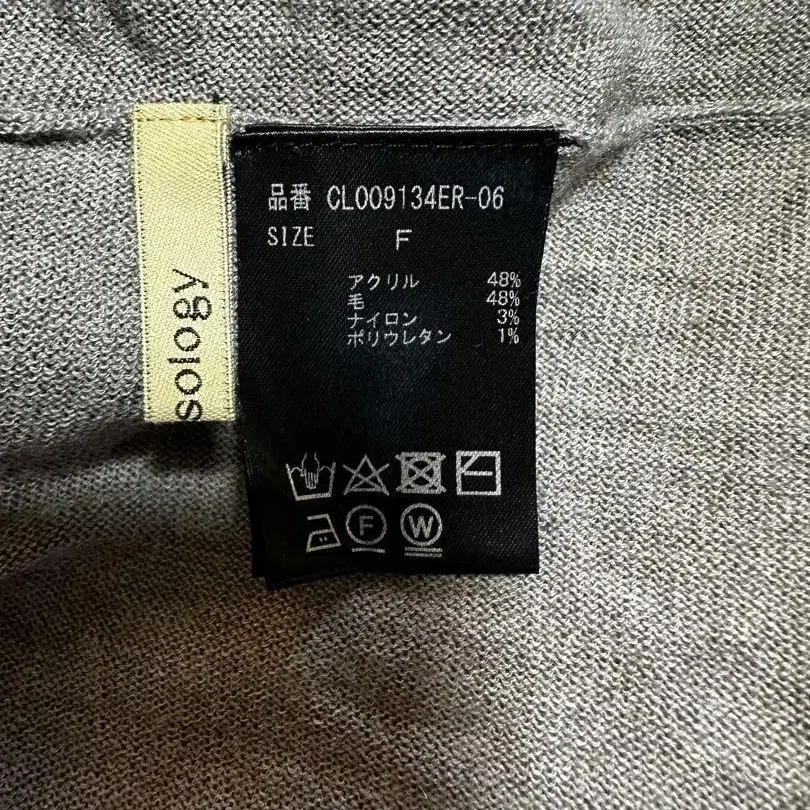 sology
品番 CL009134ER-06
SIZE F
アクリル 48%
毛 48%
ナイロン 3%
ポリウレタン 1%
F W